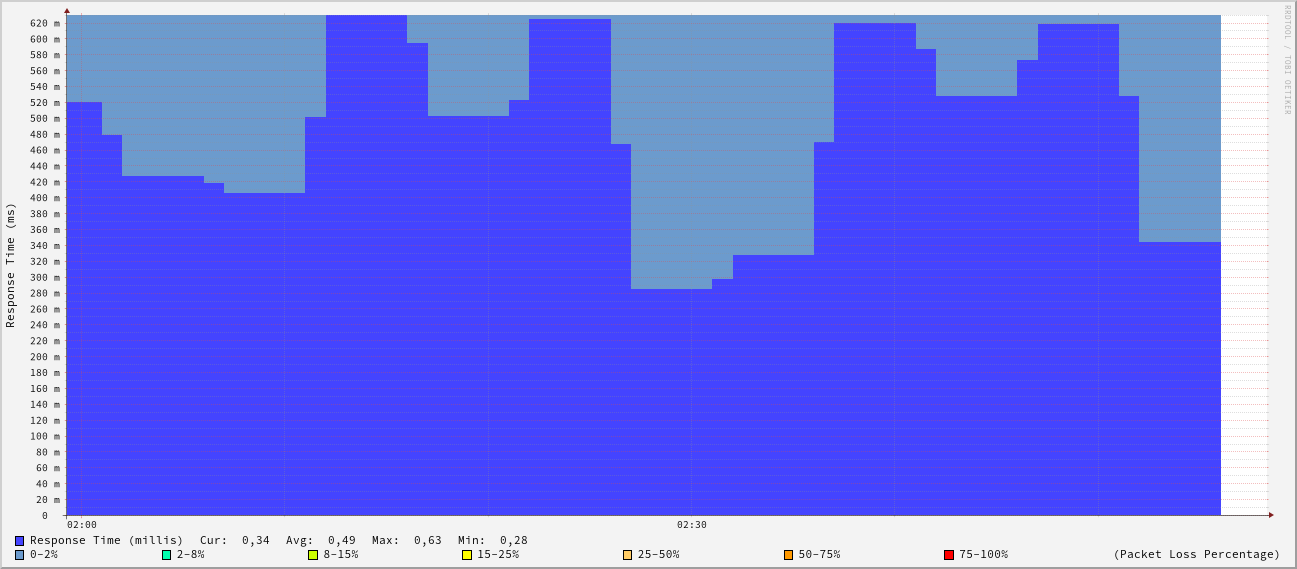 RRDTOOL / TOBI OETIKER
Response Time (ms)
620 m
600 m
580 m
560 m
540 m
520 m
500 m
480 m
460 m
440 m
420 m
400 m
380 m
360 m
340 m
320 m
300 m
280 m
260 m
240 m
220 m
200 m
180 m
160 m
140 m
120 m
100 m
80 m
60 m
40 m
20 m
0
02:00 02:30
Response Time (millis) Cur: 0,34 Avg: 0,49 Max: 0,63 Min: 0,28
0-2% 2-8% 8-15% 15-25% 25-50% 50-75% 75-100% (Packet Loss Percentage)